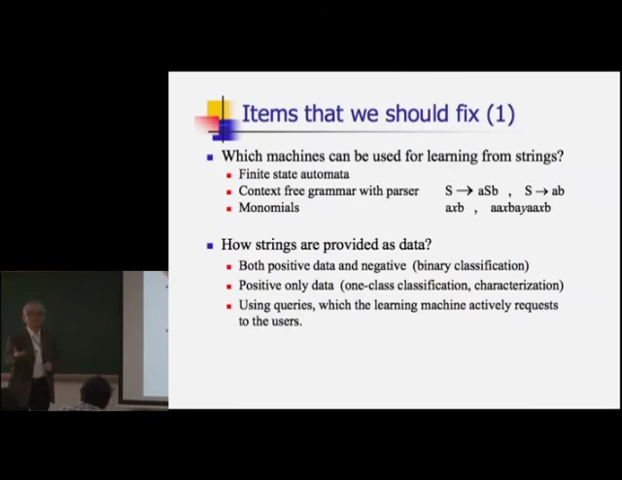 Items that we should fix (1)
Which machines can be used for learning from strings?
Finite state automata
Context free grammar with parser S → aSb , S → ab
Monomials axb , aaxbayaaxb
How strings are provided as data?
Both positive data and negative (binary classification)
Positive only data (one-class classification, characterization)
Using queries, which the learning machine actively requests
to the users.